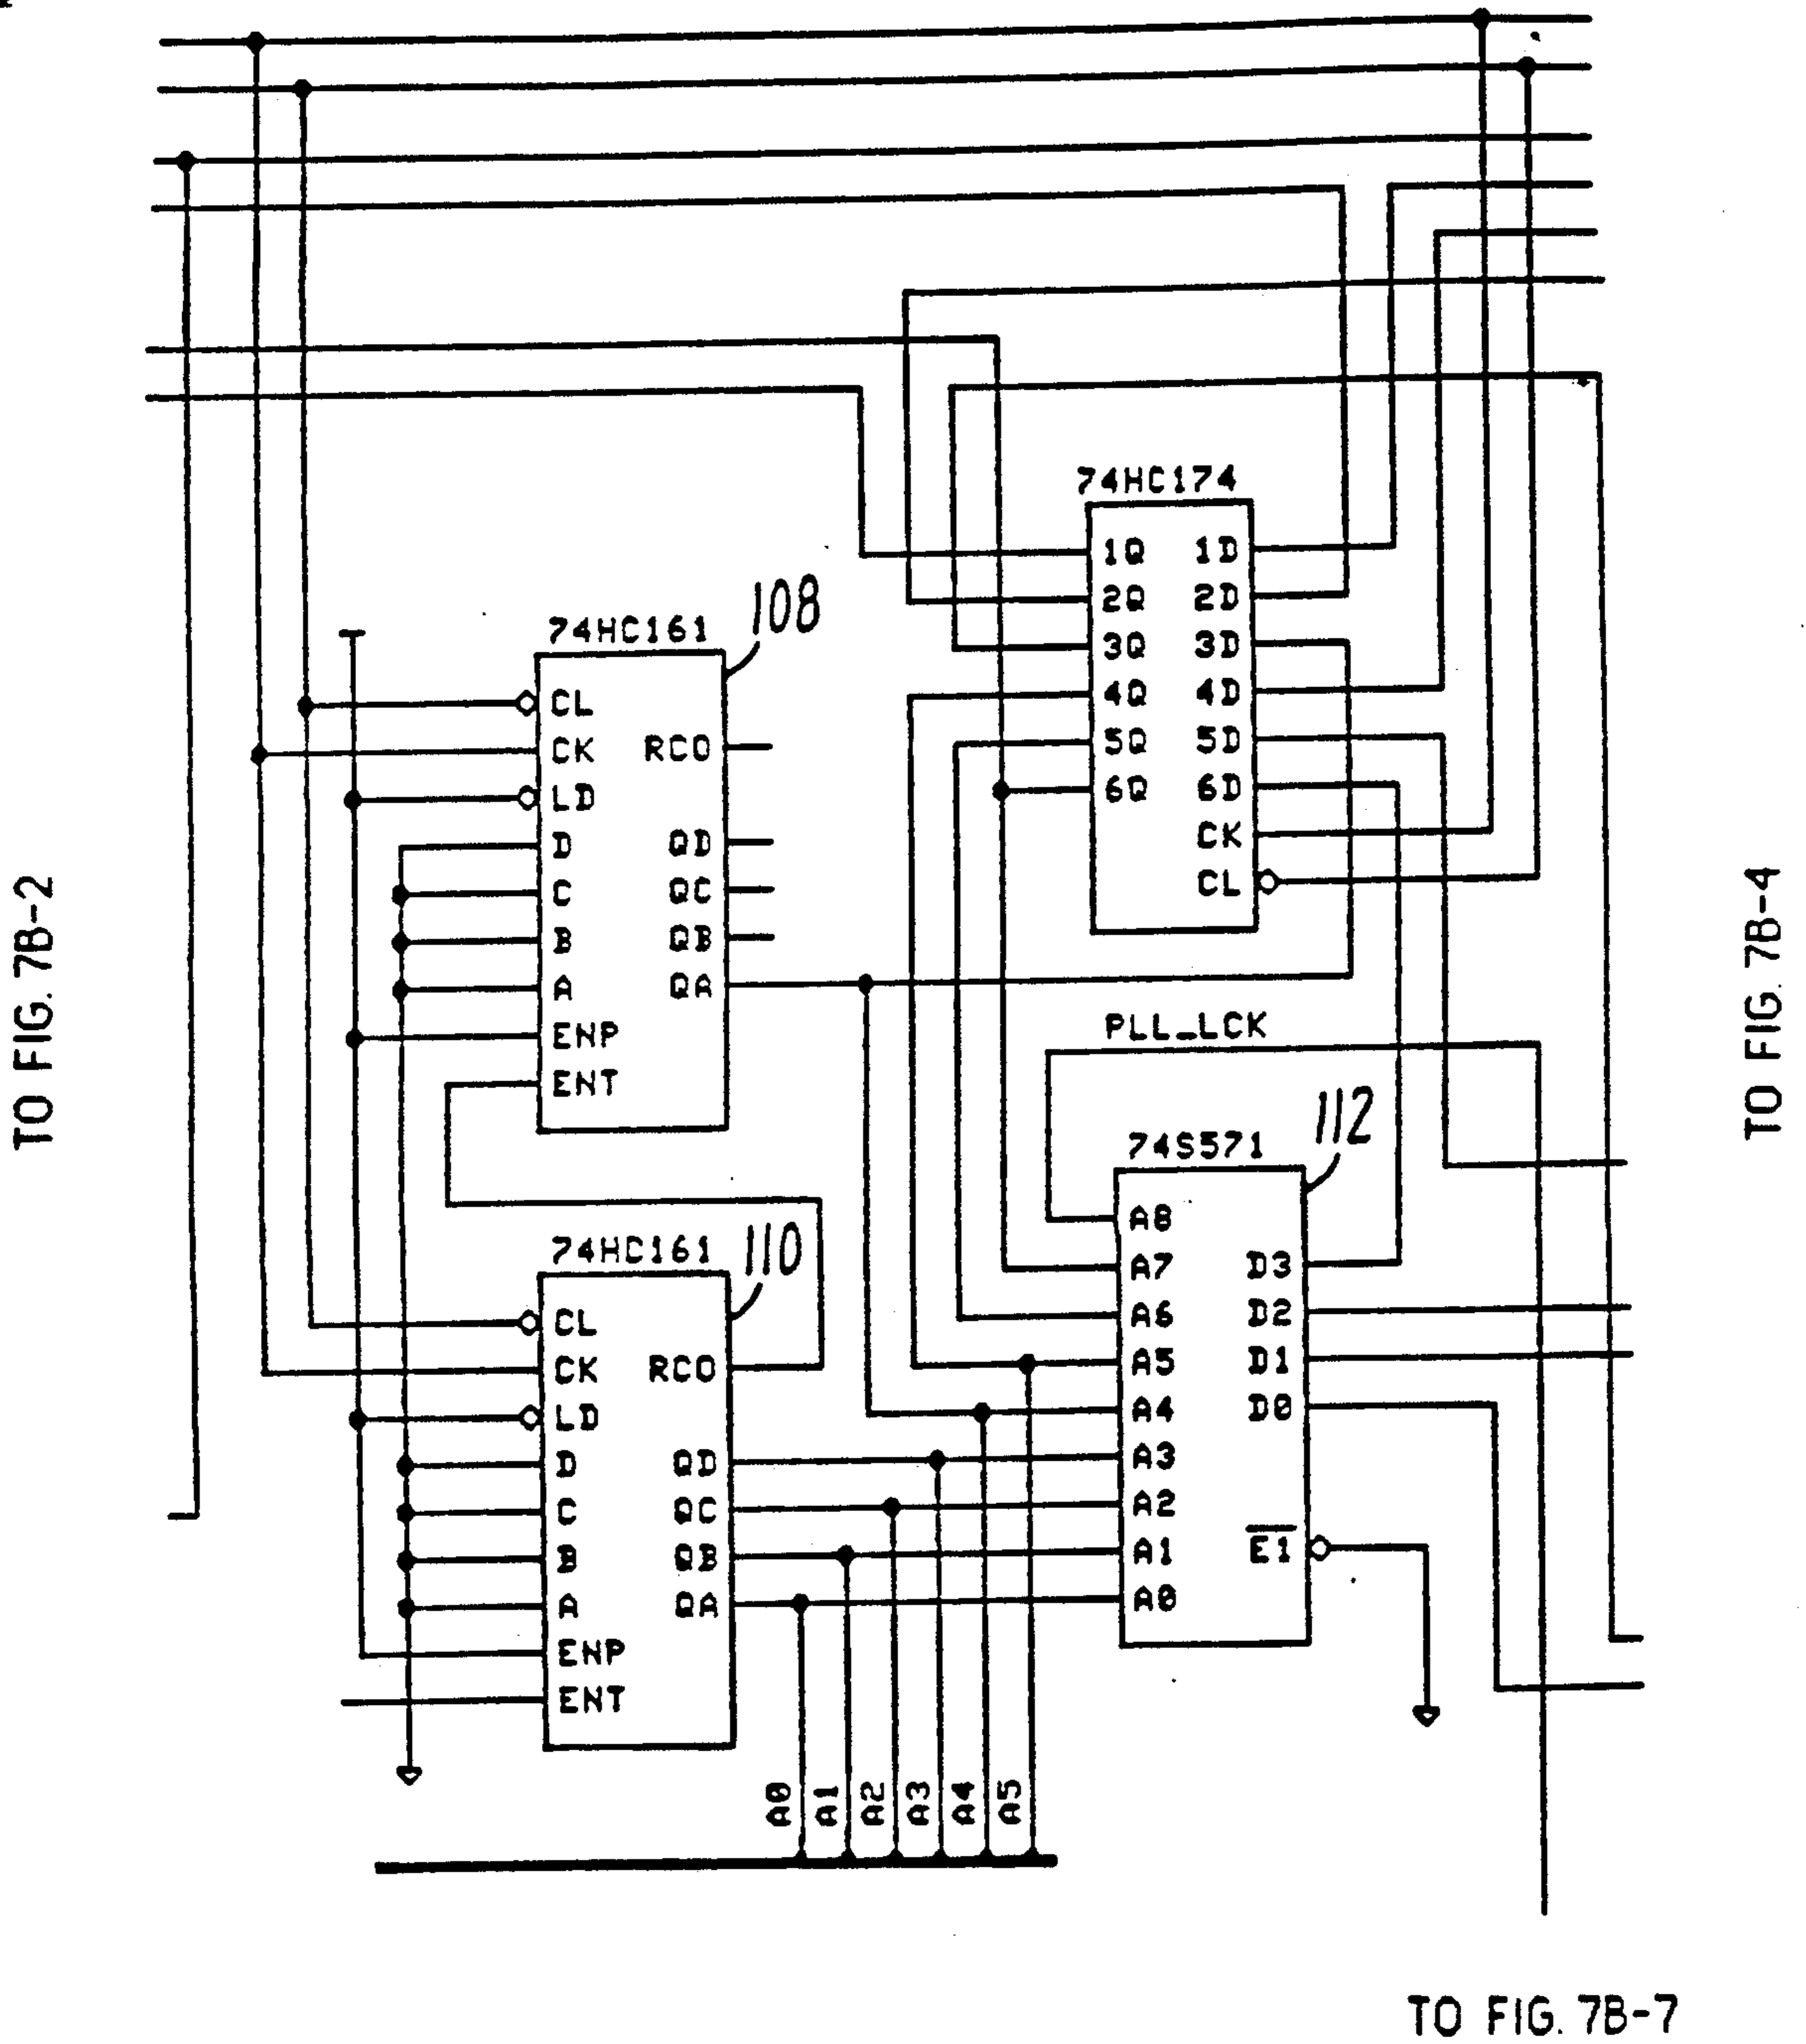 74HC174
1Q 1D
2Q 2D
3Q 3D
4Q 4D
5Q 5D
6Q 6D
CK
CL
74HC161 108
CL
CK RCO
LD
D QD
C QC
B QB
A QA
ENP
ENT
PLL_LCK
74S571 112
A8
A7 D3
A6 D2
A5 D1
A4 D0
A3
A2
A1 E1
A0
74HC161 110
CL
CK RCO
LD
D QD
C QC
B QB
A QA
ENP
ENT
A0
A1
A2
A3
A4
A5
TO FIG. 7B-2
TO FIG. 7B-4
TO FIG. 7B-7